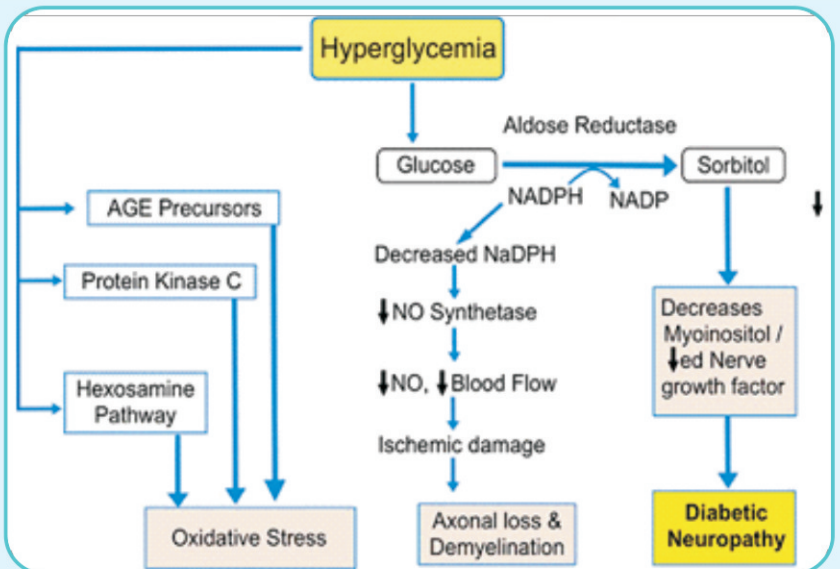 Hyperglycemia
Aldose Reductase
Glucose
Sorbitol
NADPH
NADP
AGE Precursors
Decreased NaDPH
Protein Kinase C
⬇NO Synthetase
Decreases
Myoinositol /
⬇ed Nerve
growth factor
Hexosamine
Pathway
⬇NO, ⬇Blood Flow
Ischemic damage
Oxidative Stress
Axonal loss &
Demyelination
Diabetic
Neuropathy